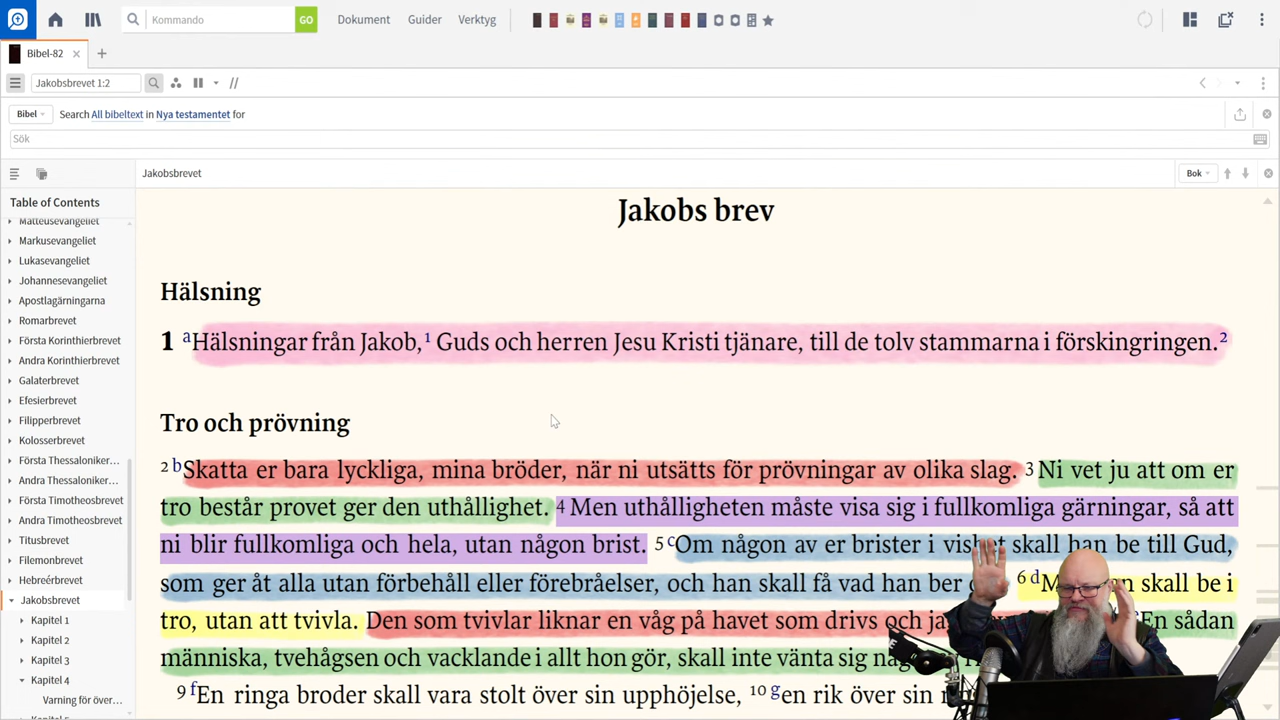 Kommando GO Dokument Guider Verktyg
Bibel-82
Jakobsbrevet 1:2
Bibel Search All bibeltext in Nya testamentet for
Sök
Jakobsbrevet Bok
Table of Contents
Matteusevangeliet
Markusevangeliet
Lukasevangeliet
Johannesevangeliet
Apostlagärningarna
Romarbrevet
Första Korinthierbrevet
Andra Korinthierbrevet
Galaterbrevet
Efesierbrevet
Filipperbrevet
Kolosserbrevet
Första Thessaloniker...
Andra Thessaloniker...
Första Timotheosbrevet
Andra Timotheosbrevet
Titusbrevet
Filemonbrevet
Hebreérbrevet
Jakobsbrevet
Kapitel 1
Kapitel 2
Kapitel 3
Kapitel 4
Varning för över...
Jakobs brev
Hälsning
1 aHälsningar från Jakob,1 Guds och herren Jesu Kristi tjänare, till de tolv stammarna i förskingringen.2
Tro och prövning
2 bSkatta er bara lyckliga, mina bröder, när ni utsätts för prövningar av olika slag. 3 Ni vet ju att om er
tro består provet ger den uthållighet. 4 Men uthålligheten måste visa sig i fullkomliga gärningar, så att
ni blir fullkomliga och hela, utan någon brist. 5 cOm någon av er brister i vishet skall han be till Gud,
som ger åt alla utan förbehåll eller förebråelser, och han skall få vad han ber 6 d skall be i
tro, utan att tvivla. Den som tvivlar liknar en våg på havet som drivs och En sådan
människa, tvehågsen och vacklande i allt hon gör, skall inte vänta sig
9 fEn ringa broder skall vara stolt över sin upphöjelse, 10 gen rik över sin